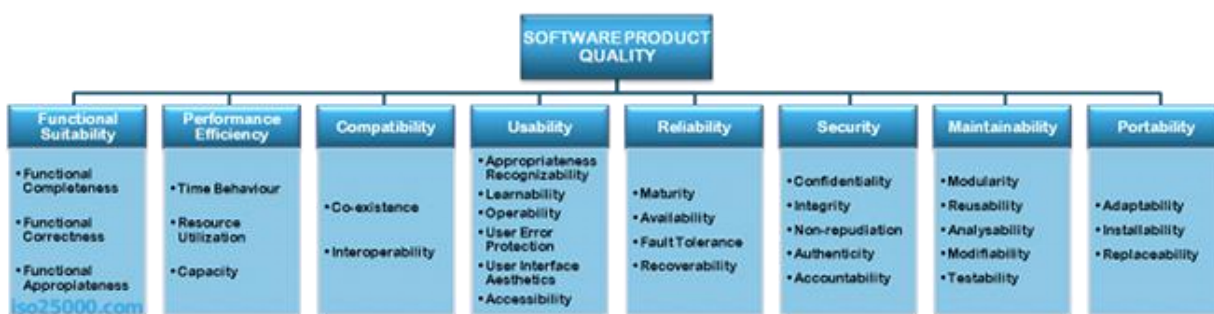 SOFTWARE PRODUCT
QUALITY
Functional
Suitability
• Functional
Completeness
• Functional
Correctness
• Functional
Appropiateness
iso25000.com
Performance
Efficiency
• Time Behaviour
• Resource
Utilization
• Capacity
Compatibility
• Co-existence
• Interoperability
Usability
• Appropriateness
Recognizability
• Learnability
• Operability
• User Error
Protection
• User Interface
Aesthetics
• Accessibility
Reliability
• Maturity
• Availability
• Fault Tolerance
• Recoverability
Security
• Confidentiality
• Integrity
• Non-repudiation
• Authenticity
• Accountability
Maintainability
• Modularity
• Reusability
• Analysability
• Modifiability
• Testability
Portability
• Adaptability
• Installability
• Replaceability